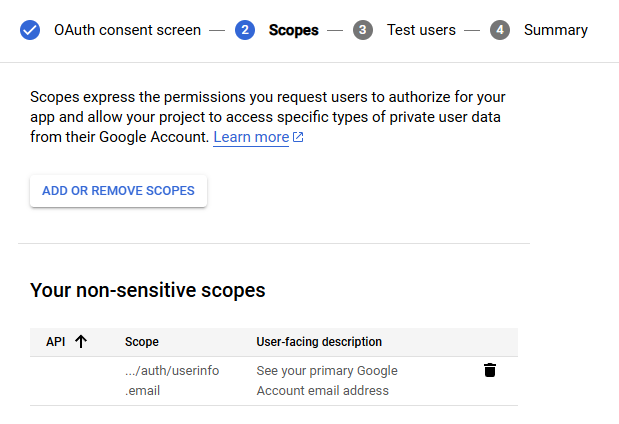 OAuth consent screen — 2 Scopes — 3 Test users — 4 Summary
Scopes express the permissions you request users to authorize for your
app and allow your project to access specific types of private user data
from their Google Account. Learn more
ADD OR REMOVE SCOPES
Your non-sensitive scopes
API Scope User-facing description
.../auth/userinfo See your primary Google
.email Account email address